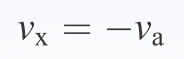 vₓ = −vₐ